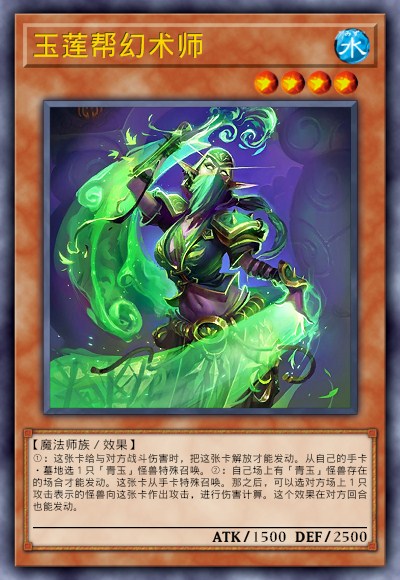 玉莲帮幻术师
水
【魔法师族／效果】
①：这张卡给与对方战斗伤害时，把这张卡解放才能发动。从自己的手卡
·墓地选１只「青玉」怪兽特殊召唤。②：自己场上有「青玉」怪兽存在
的场合才能发动。这张卡从手卡特殊召唤。那之后，可以选对方场上１只
攻击表示的怪兽向这张卡作出攻击，进行伤害计算。这个效果在对方回合
也能发动。
ATK/1500 DEF/2500